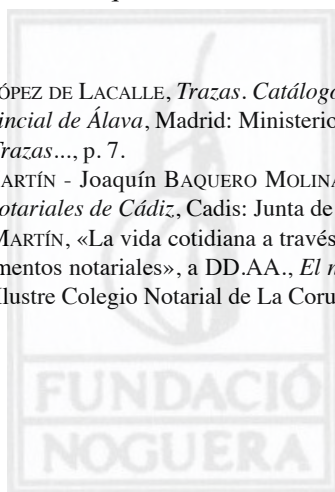 ÓPEZ DE LACALLE, Trazas. Catálogo
incial de Álava, Madrid: Ministerio
Trazas..., p. 7.
ARTÍN - Joaquín BAQUERO MOLINA
otariales de Cádiz, Cadis: Junta de
MARTÍN, «La vida cotidiana a través
mentos notariales», a DD.AA., El n
Ilustre Colegio Notarial de La Coru
FUNDACIÓ
NOGUERA